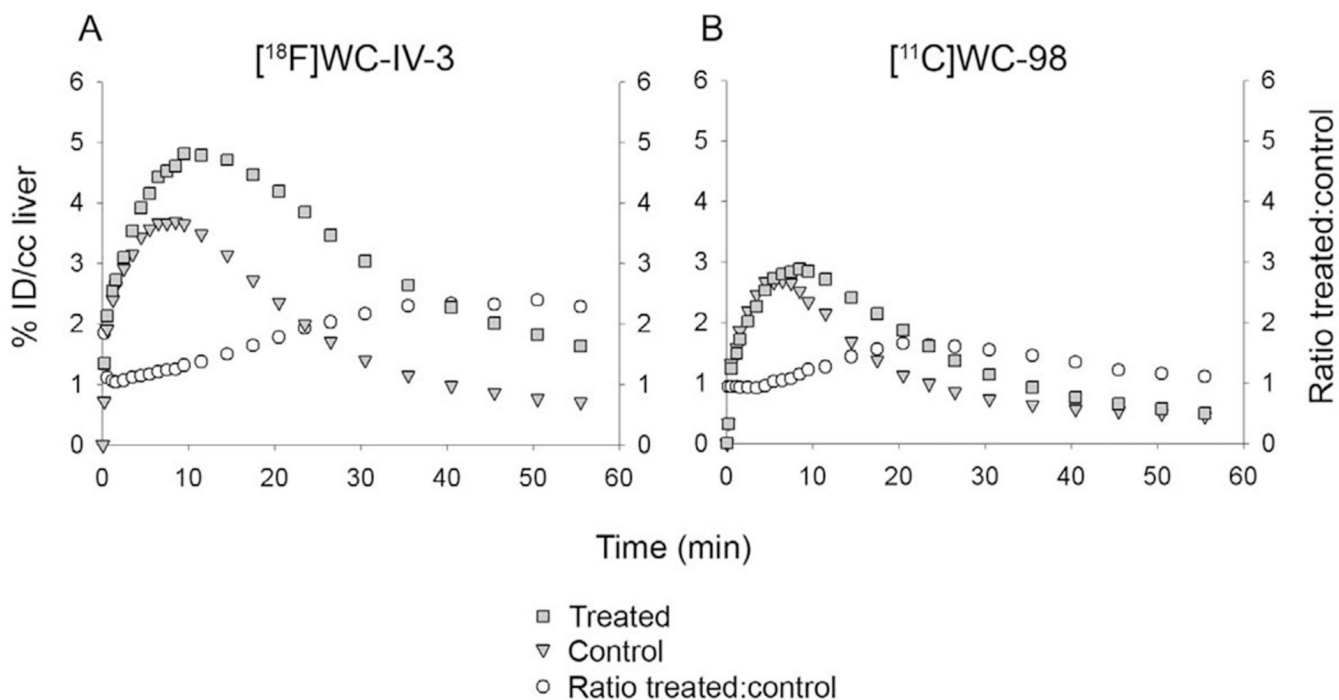 A
[¹⁸F]WC-IV-3
B
[¹¹C]WC-98
% ID/cc liver
6
5
4
3
2
1
0
6
5
4
3
2
1
0
0 10 20 30 40 50 60
6
5
4
3
2
1
0
6
5
4
3
2
1
0
0 10 20 30 40 50 60
Ratio treated:control
Time (min)
Treated
Control
Ratio treated:control